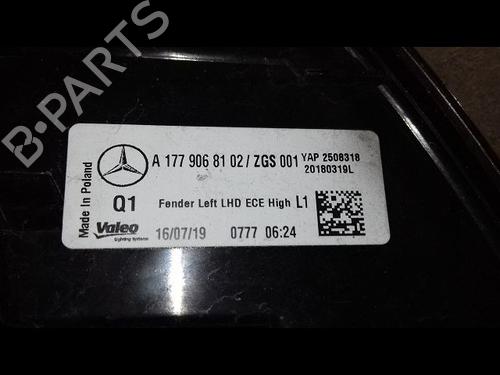 B-PARTS
Made in Poland
A 177 906 81 02 / ZGS 001 YAP 2508318
20180319L
Q1 Fender Left LHD ECE High L1
Valeo
Lighting Systems
16/07/19 0777 06:24